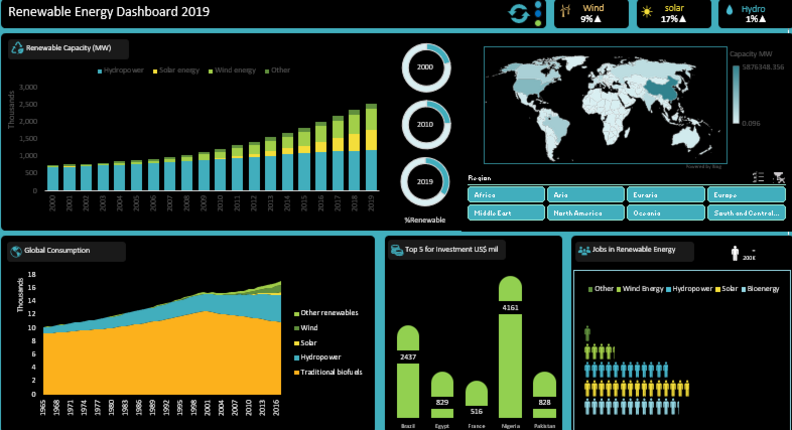 Renewable Energy Dashboard 2019
Wind
9%▲
solar
17%▲
Hydro
1%▲
Renewable Capacity (MW)
Hydropower Solar energy Wind energy Other
Thousands
3,000
2,500
2,000
1,500
1,000
500
0
2000 2001 2002 2003 2004 2005 2006 2007 2008 2009 2010 2011 2012 2013 2014 2015 2016 2017 2018 2019
2000
2010
2019
%Renewable
Capacity MW
5876348.356
0.096
Powered by Bing
Region
Africa Asia Eurasia Europe
Middle East North America Oceania South and Central...
Global Consumption
Thousands
18
16
14
12
10
8
6
4
2
0
1965 1968 1971 1974 1977 1980 1983 1986 1989 1992 1995 1998 2001 2004 2007 2010 2013 2016
Other renewables
Wind
Solar
Hydropower
Traditional biofuels
Top 5 for Investment US$ mil
2437
829
516
4161
828
Brazil Egypt France Nigeria Pakistan
Jobs in Renewable Energy
=
200K
Other Wind Energy Hydropower Solar Bioenergy